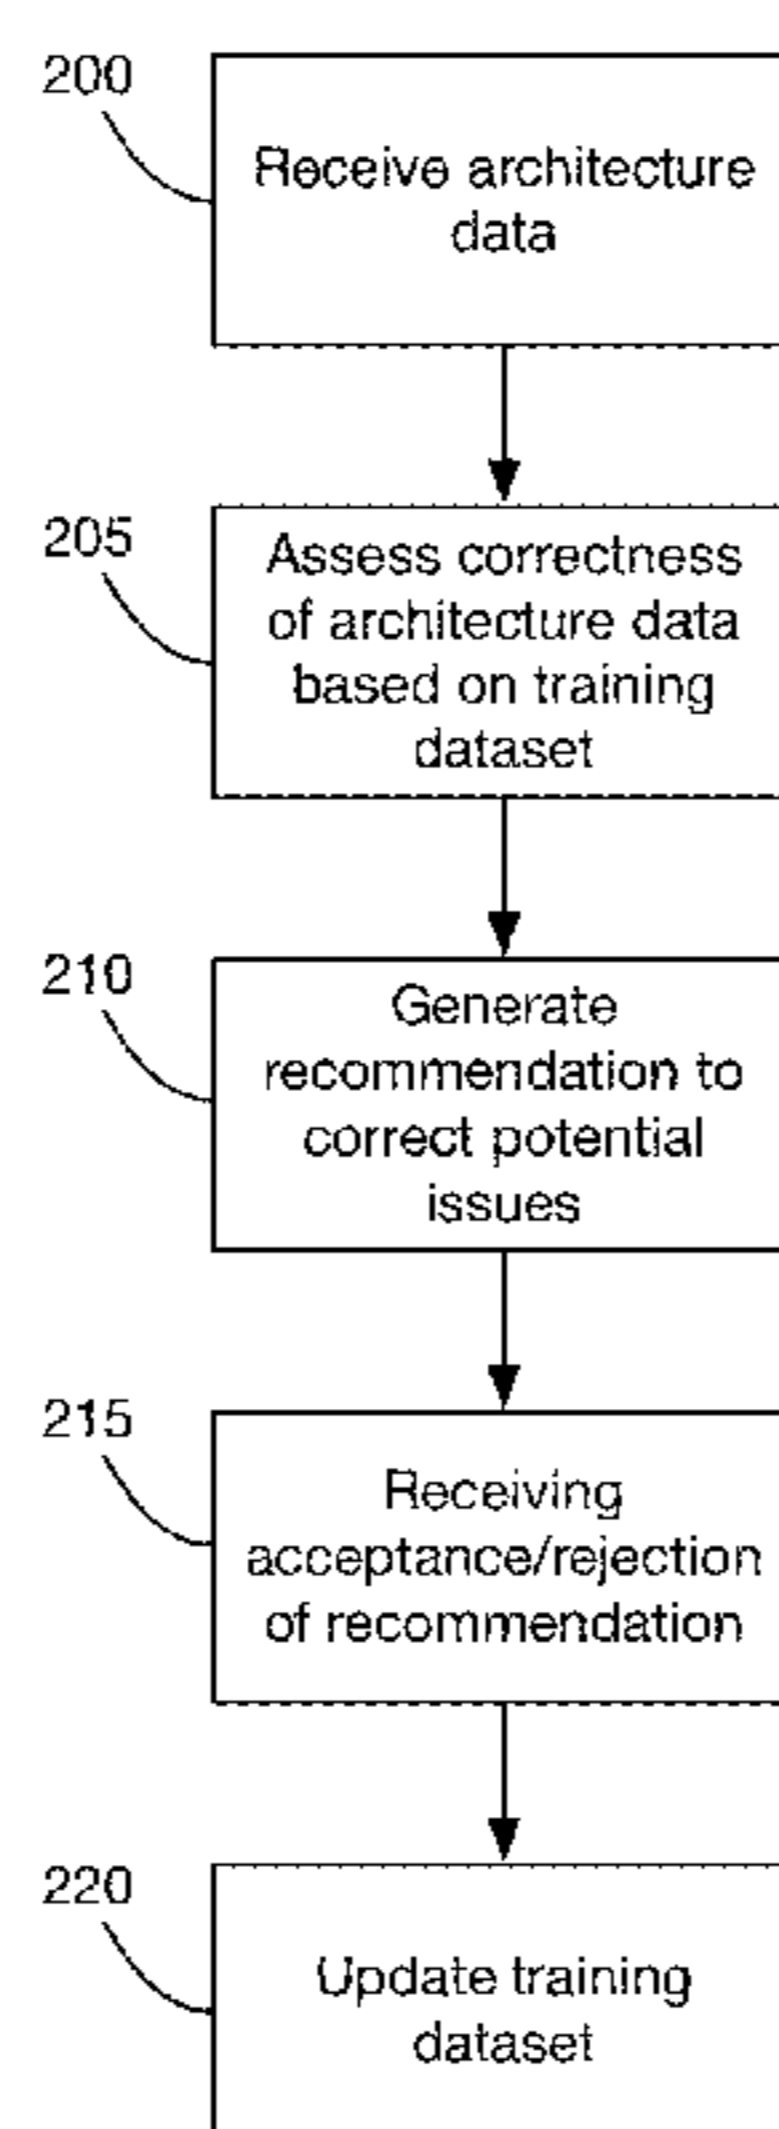 200
Receive architecture
data
205
Assess correctness
of architecture data
based on training
dataset
210
Generate
recommendation to
correct potential
issues
215
Receiving
acceptance/rejection
of recommendation
220
Update training
dataset